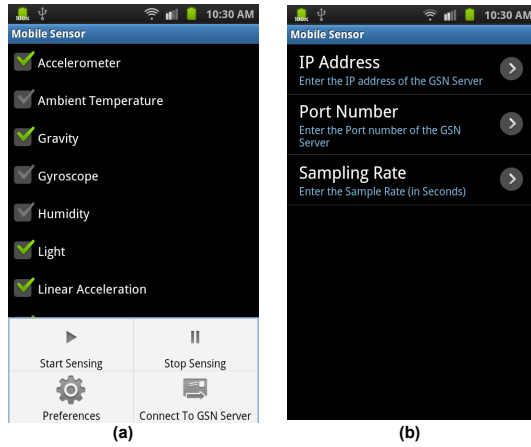 100%
10:30 AM
Mobile Sensor
Accelerometer
Ambient Temperature
Gravity
Gyroscope
Humidity
Light
Linear Acceleration
Start Sensing
Stop Sensing
Preferences
Connect To GSN Server
(a)
100%
10:30 AM
Mobile Sensor
IP Address
Enter the IP address of the GSN Server
Port Number
Enter the Port number of the GSN
Server
Sampling Rate
Enter the Sample Rate (in Seconds)
(b)